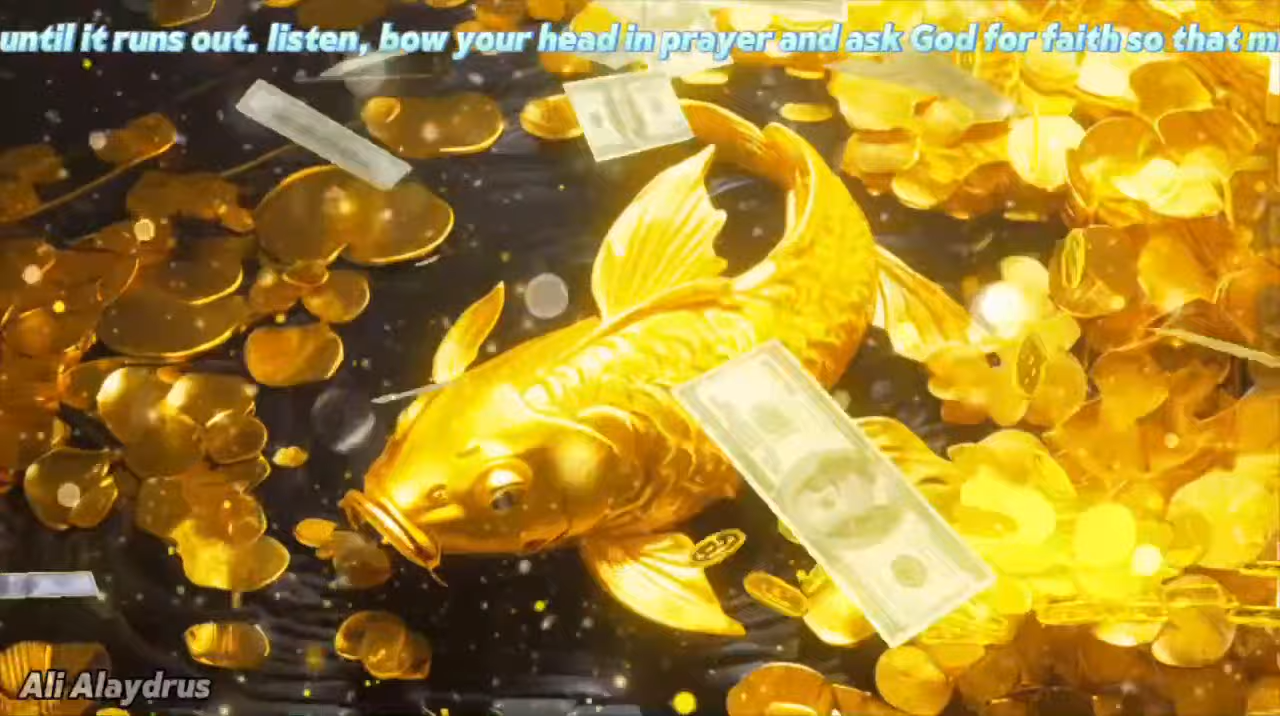 until it runs out. listen, bow your head in prayer and ask God for faith so that
Ali Alaydrus